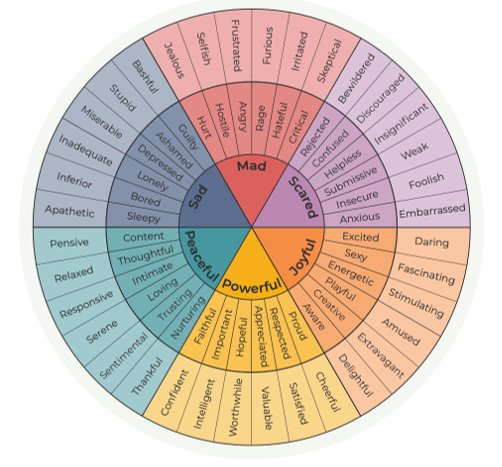 Mad
Scared
Joyful
Powerful
Peaceful
Sad
Hurt
Hostile
Angry
Rage
Hateful
Critical
Rejected
Confused
Helpless
Submissive
Insecure
Anxious
Excited
Sexy
Energetic
Playful
Creative
Aware
Proud
Respected
Appreciated
Hopeful
Important
Faithful
Nurturing
Trusting
Loving
Intimate
Thoughtful
Content
Sleepy
Bored
Lonely
Depressed
Ashamed
Guilty
Jealous
Selfish
Frustrated
Furious
Irritated
Skeptical
Bewildered
Discouraged
Insignificant
Weak
Foolish
Embarrassed
Daring
Fascinating
Stimulating
Amused
Extravagant
Delightful
Cheerful
Satisfied
Valuable
Worthwhile
Intelligent
Confident
Thankful
Sentimental
Serene
Responsive
Relaxed
Pensive
Apathetic
Inferior
Inadequate
Miserable
Stupid
Bashful